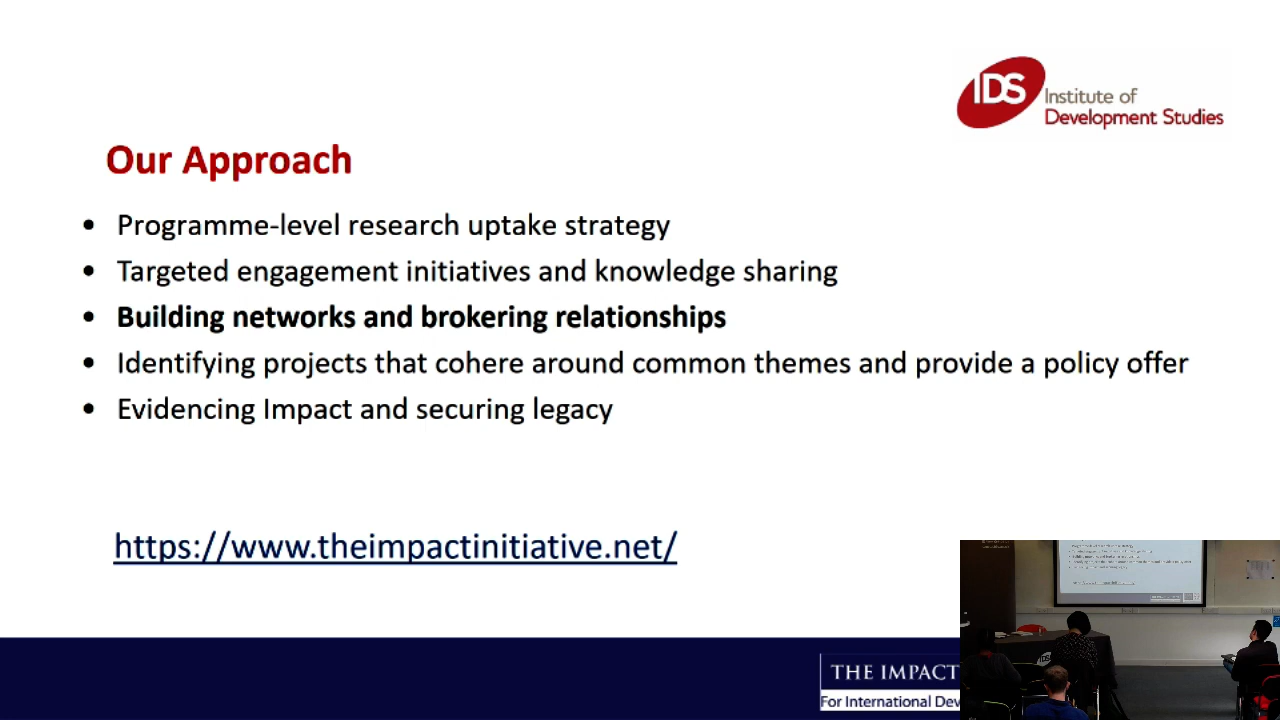 IDS
Institute of
Development Studies
Our Approach
• Programme-level research uptake strategy
• Targeted engagement initiatives and knowledge sharing
• Building networks and brokering relationships
• Identifying projects that cohere around common themes and provide a policy offer
• Evidencing Impact and securing legacy
https://www.theimpactinitiative.net/
THE IMPACT
For International Dev
IDS